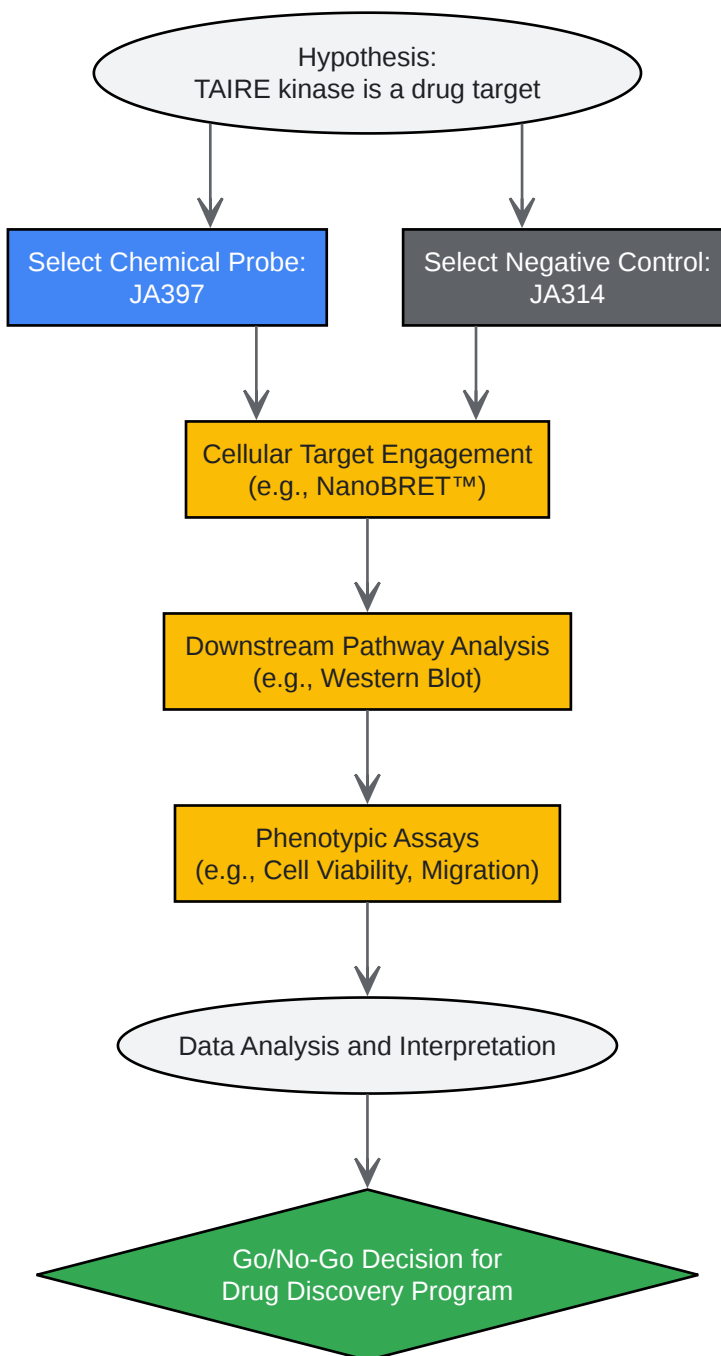 Hypothesis:
TAIRE kinase is a drug target
Select Chemical Probe:
JA397
Select Negative Control:
JA314
Cellular Target Engagement
(e.g., NanoBRET™)
Downstream Pathway Analysis
(e.g., Western Blot)
Phenotypic Assays
(e.g., Cell Viability, Migration)
Data Analysis and Interpretation
Go/No-Go Decision for
Drug Discovery Program